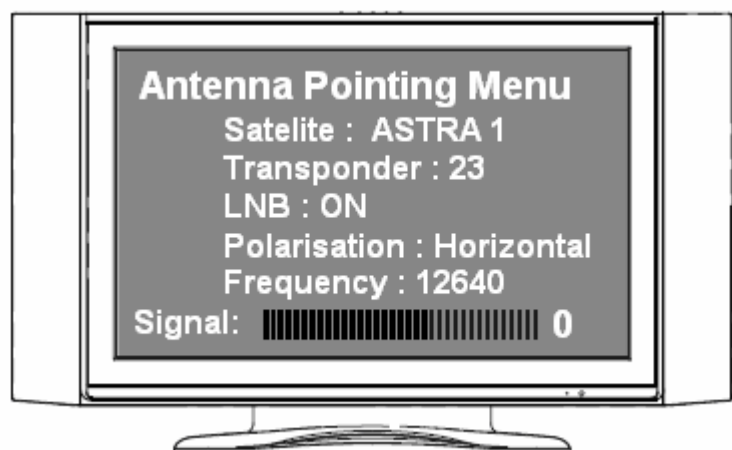 Antenna Pointing Menu
Satelite : ASTRA 1
Transponder : 23
LNB : ON
Polarisation : Horizontal
Frequency : 12640
Signal: 0